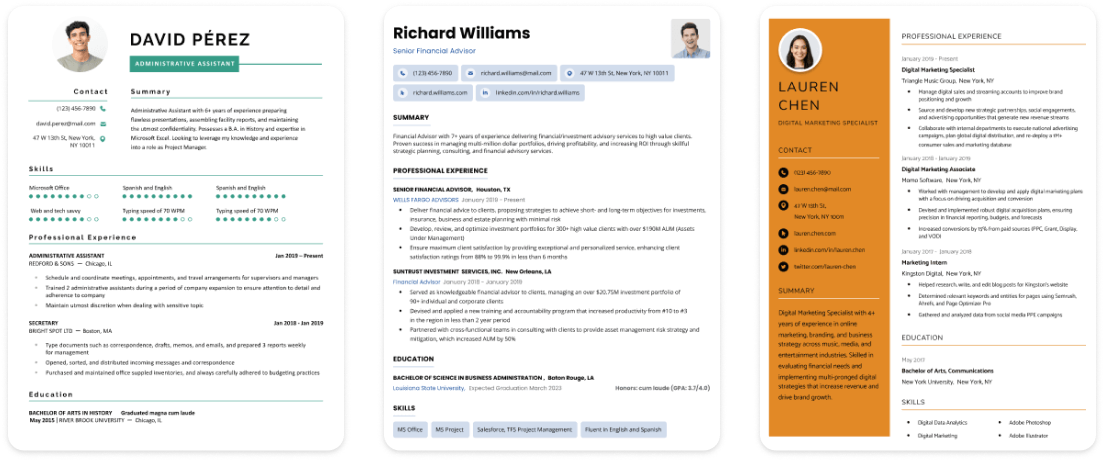 DAVID PÉREZ
ADMINISTRATIVE ASSISTANT
Contact
(123) 456-7890
david.perez@mail.com
47 W 13th St, New York,
NY 10011
Summary
Administrative Assistant with 6+ years of experience preparing
flawless presentations, assembling facility reports, and maintaining
the utmost confidentiality. Possesses a B.A. in History and expertise in
Microsoft Excel. Looking to leverage my knowledge and experience
into a role as Project Manager.
Skills
Microsoft Office
Spanish and English
Spanish and English
Web and tech savvy
Typing speed of 70 WPM
Typing speed of 70 WPM
Professional Experience
ADMINISTRATIVE ASSISTANT Jan 2019 – Present
REDFORD & SONS — Chicago, IL
Schedule and coordinate meetings, appointments, and travel arrangements for supervisors and managers
Trained 2 administrative assistants during a period of company expansion to ensure attention to detail and
adherence to company
Maintain utmost discretion when dealing with sensitive topic
SECRETARY Jan 2018 - Jan 2019
BRIGHT SPOT LTD — Boston, MA
Type documents such as correspondence, drafts, memos, and emails, and prepared 3 reports weekly
for management
Opened, sorted, and distributed incoming messages and correspondence
Purchased and maintained office supplied inventories, and always carefully adhered to budgeting practices
Education
BACHELOR OF ARTS IN HISTORY Graduated magna cum laude
May 2015 | RIVER BROOK UNIVERSITY — Chicago, IL
Richard Williams
Senior Financial Advisor
(123) 456-7890
richard.williams@mail.com
47 W 13th St, New York, NY 10011
richard.williams.com
linkedin.com/in/richard.williams
SUMMARY
Financial Advisor with 7+ years of experience delivering financial/investment advisory services to high value clients.
Proven success in managing multi-million dollar portfolios, driving profitability, and increasing ROI through skillful
strategic planning, consulting, and financial advisory services.
PROFESSIONAL EXPERIENCE
SENIOR FINANCIAL ADVISOR, Houston, TX
WELLS FARGO ADVISORS January 2019 - Present
Deliver financial advice to clients, proposing strategies to achieve short- and long-term objectives for investments,
insurance, business and estate planning with minimal risk
Develop, review, and optimize investment portfolios for 300+ high value clients with over $190M AUM (Assets
Under Management)
Ensure maximum client satisfaction by providing exceptional and personalized service, enhancing client
satisfaction ratings from 88% to 99.9% in less than 6 months
SUNTRUST INVESTMENT SERVICES, INC. New Orleans, LA
Financial Advisor January 2018 - January 2019
Served as knowledgeable financial advisor to clients, managing an over $20.75M investment portfolio of
90+ individual and corporate clients
Devised and applied a new training and accountability program that increased productivity from #10 to #3
in the region in less than 2 year period
Partnered with cross-functional teams in consulting with clients to provide asset management risk strategy and
mitigation, which increased AUM by 50%
EDUCATION
BACHELOR OF SCIENCE IN BUSINESS ADMINISTRATION , Baton Rouge, LA
Louisiana State University, Expected Graduation March 2023 Honors: cum laude (GPA: 3.7/4.0)
SKILLS
MS Office
MS Project
Salesforce, TFS Project Management
Fluent in English and Spanish
LAUREN
CHEN
DIGITAL MARKETING SPECIALIST
CONTACT
(123) 456-7890
lauren.chen@mail.com
47 W 13th St,
New York, NY 10011
lauren.chen.com
linkedin.com/in/lauren.chen
twitter.com/lauren-chen
SUMMARY
Digital Marketing Specialist with 4+
years of experience in online
marketing, branding, and business
strategy across music, media, and
entertainment industries. Skilled in
evaluating financial needs and
implementing multi-pronged digital
strategies that increase revenue and
drive brand growth.
PROFESSIONAL EXPERIENCE
January 2019 - Present
Digital Marketing Specialist
Triangle Music Group, New York, NY
Manage digital sales and streaming accounts to improve brand
positioning and growth
Source and develop new strategic partnerships, social engagements,
and advertising opportunities that generate new revenue streams
Collaborate with internal departments to execute national advertising
campaigns, plan global digital distribution, and re-deploy a 6M+
consumer sales and marketing database
January 2018 - January 2019
Digital Marketing Associate
Momo Software, New York, NY
Worked with management to develop and apply digital marketing plans
with a focus on driving acquisition and conversion
Devised and implemented robust digital acquisition plans, ensuring
precision in financial reporting, budgets, and forecasts
Increased conversions by 15% from paid sources (PPC, Grant, Display,
and VOD)
January 2017 - January 2018
Marketing Intern
Kingston Digital, New York, NY
Helped research, write, and edit blog posts for Kingston's website
Determined relevant keywords and entities for pages using Semrush,
Ahrefs, and Page Optimizer Pro
Gathered and analyzed data from social media PPE campaigns
EDUCATION
May 2017
Bachelor of Arts, Communications
New York University, New York, NY
SKILLS
Digital Data Analytics
Adobe Photoshop
Digital Marketing
Adobe Illustrator